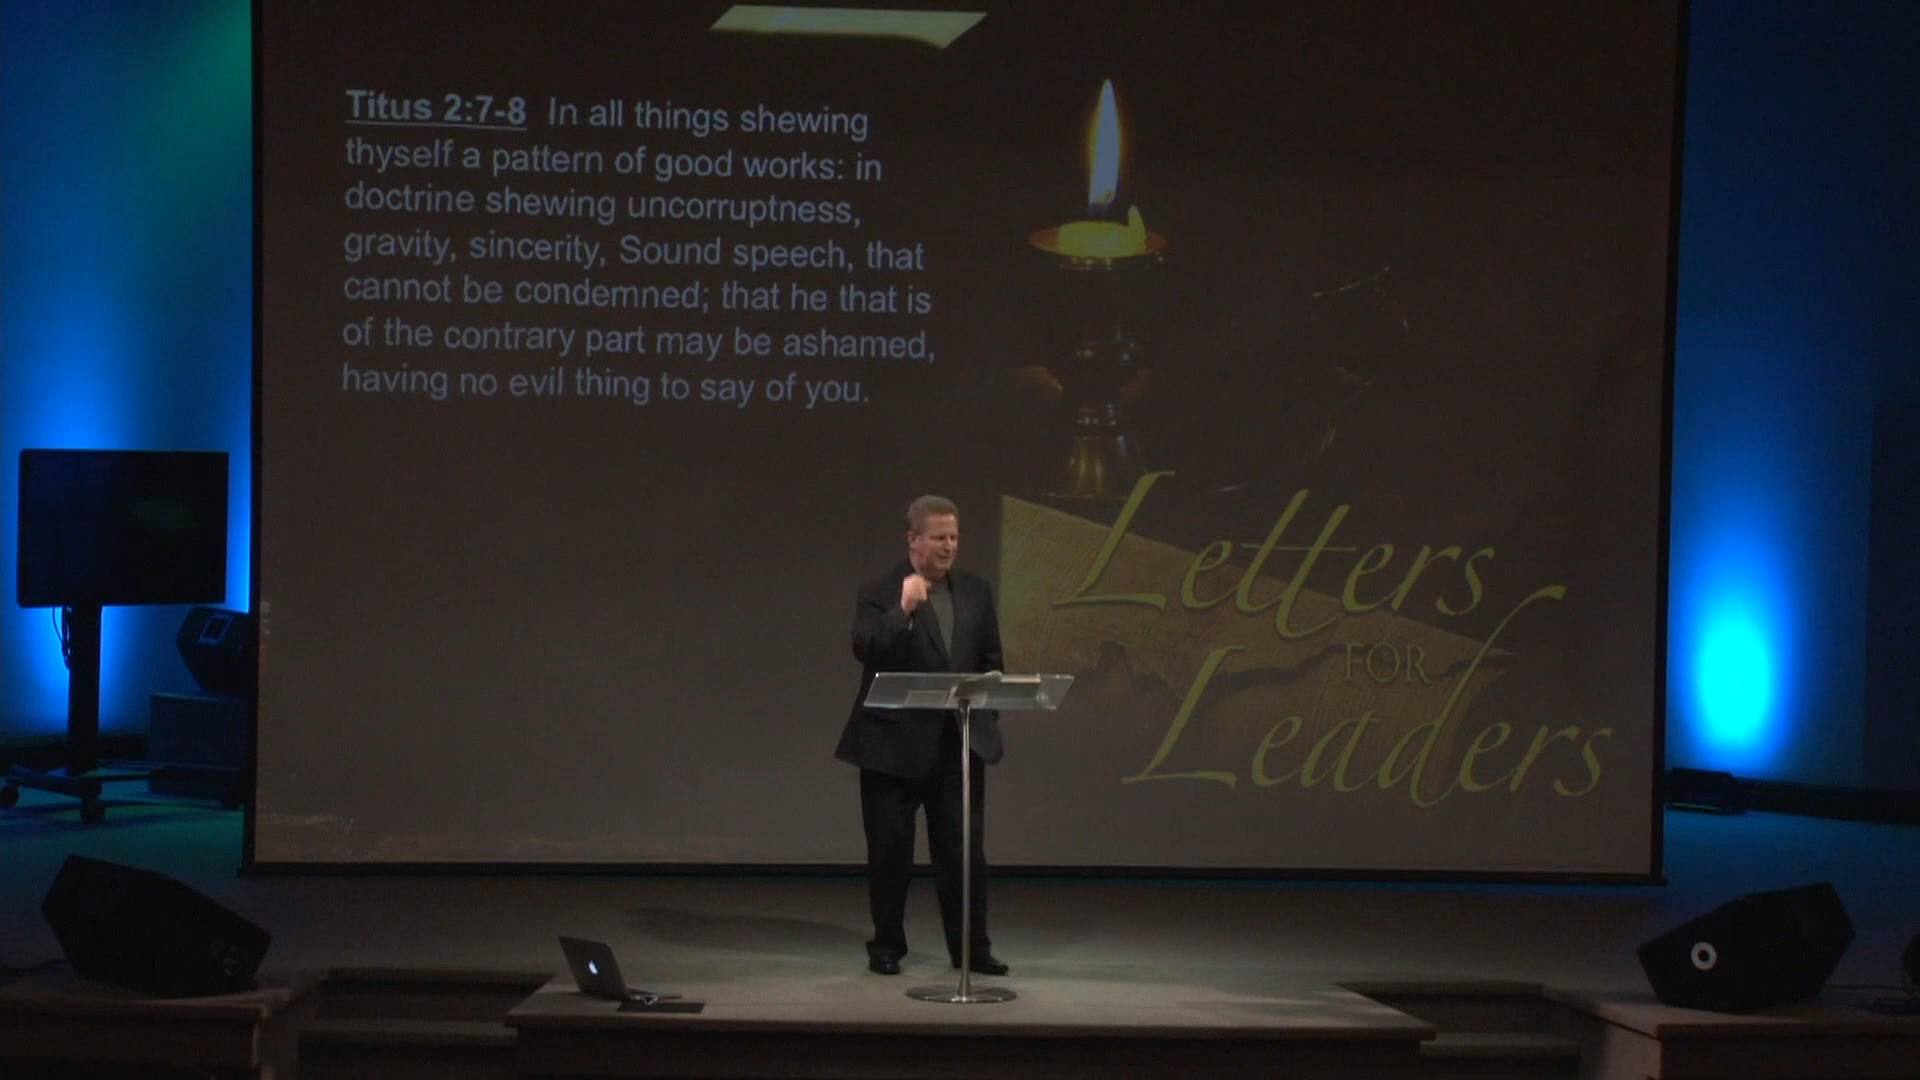 Titus 2:7-8 In all things shewing
thyself a pattern of good works: in
doctrine shewing uncorruptness,
gravity, sincerity, Sound speech, that
cannot be condemned; that he that is
of the contrary part may be ashamed,
having no evil thing to say of you.
Letters
FOR
Leaders